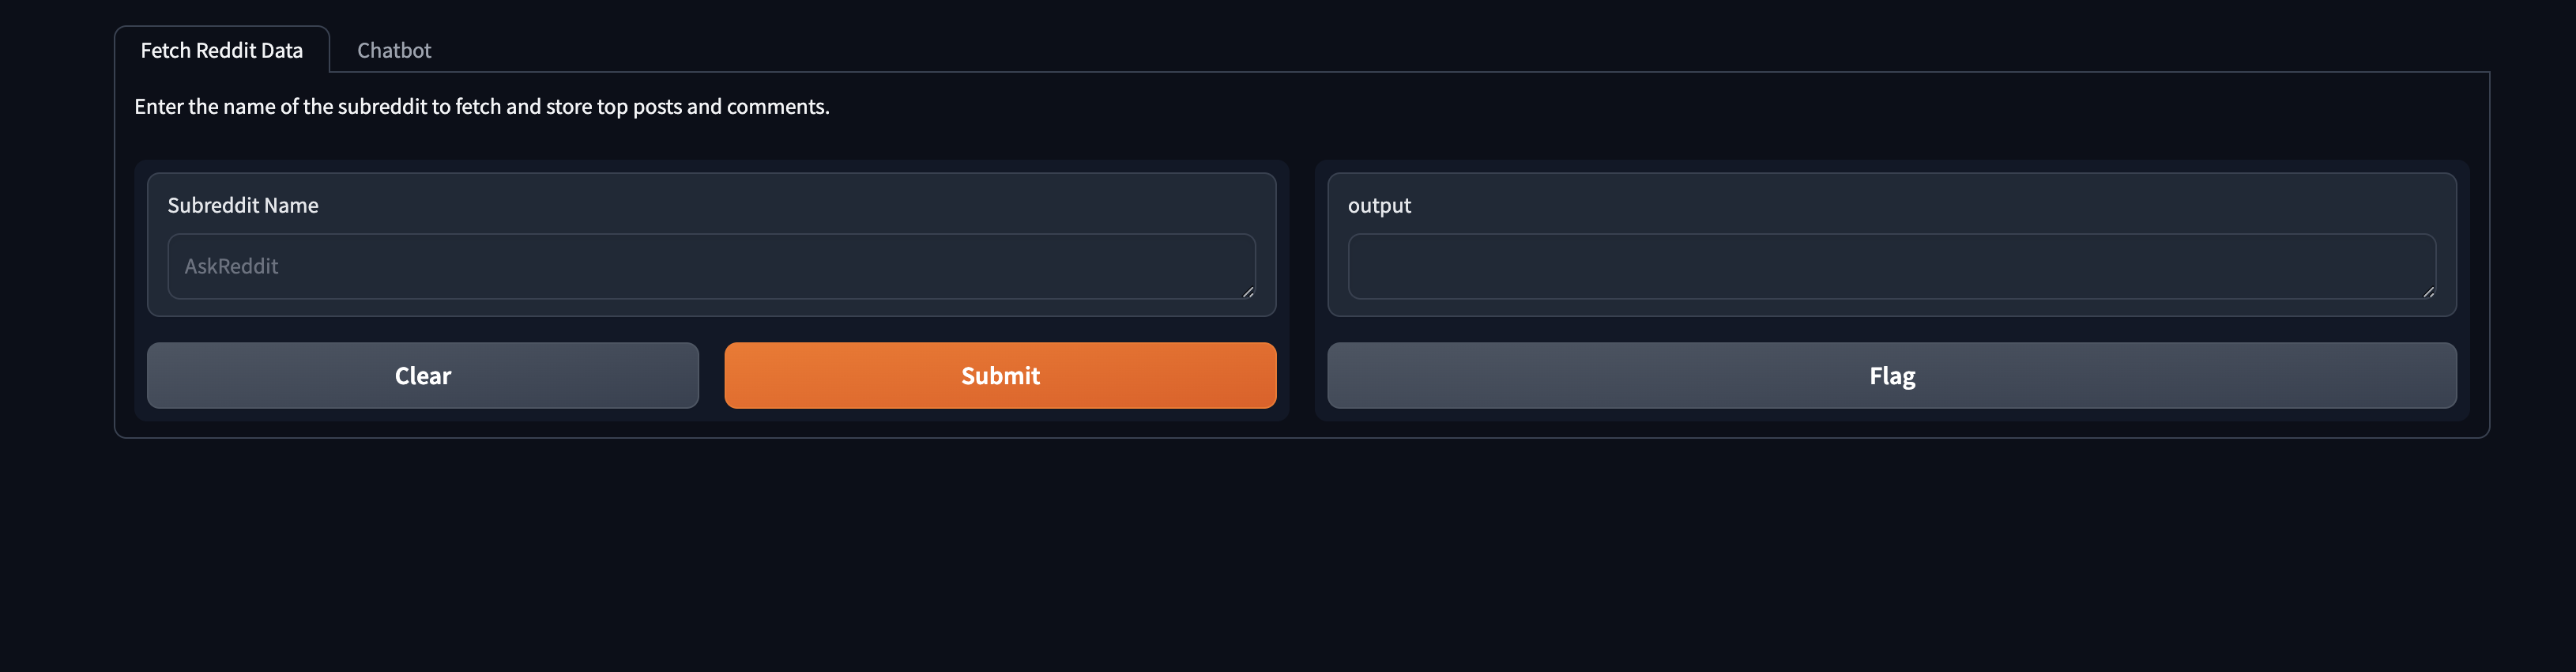 Fetch Reddit Data
Chatbot
Enter the name of the subreddit to fetch and store top posts and comments.
Subreddit Name
AskReddit
Clear
Submit
output
Flag